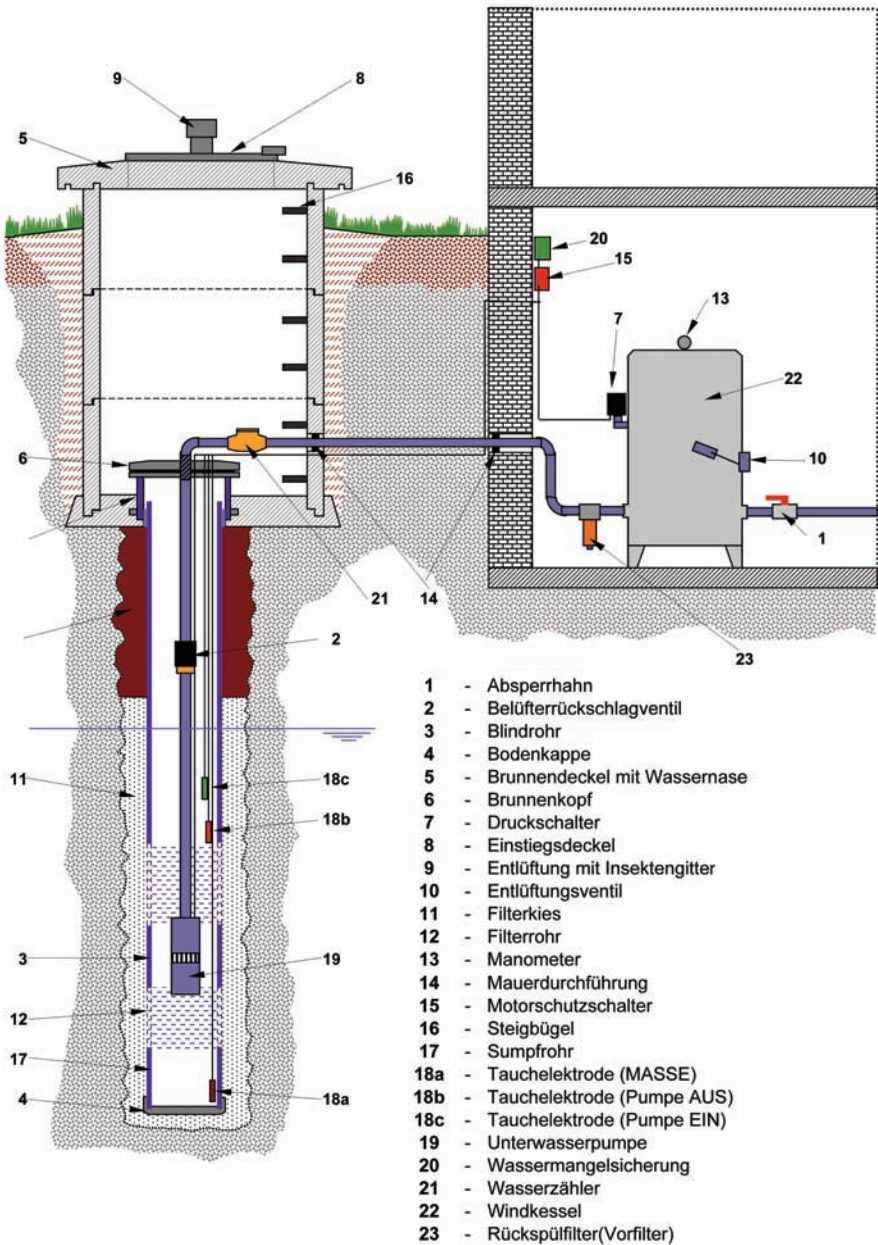 9
8
5
16
20
15
13
7
22
6
10
21
14
1
2
23
11
18c
18b
3
19
12
17
4
18a
1 - Absperrhahn
2 - Belüfterrückschlagventil
3 - Blindrohr
4 - Bodenkappe
5 - Brunnendeckel mit Wassernase
6 - Brunnenkopf
7 - Druckschalter
8 - Einstiegsdeckel
9 - Entlüftung mit Insektengitter
10 - Entlüftungsventil
11 - Filterkies
12 - Filterrohr
13 - Manometer
14 - Mauerdurchführung
15 - Motorschutzschalter
16 - Steigbügel
17 - Sumpfrohr
18a - Tauchelektrode (MASSE)
18b - Tauchelektrode (Pumpe AUS)
18c - Tauchelektrode (Pumpe EIN)
19 - Unterwasserpumpe
20 - Wassermangelsicherung
21 - Wasserzähler
22 - Windkessel
23 - Rückspülfilter(Vorfilter)